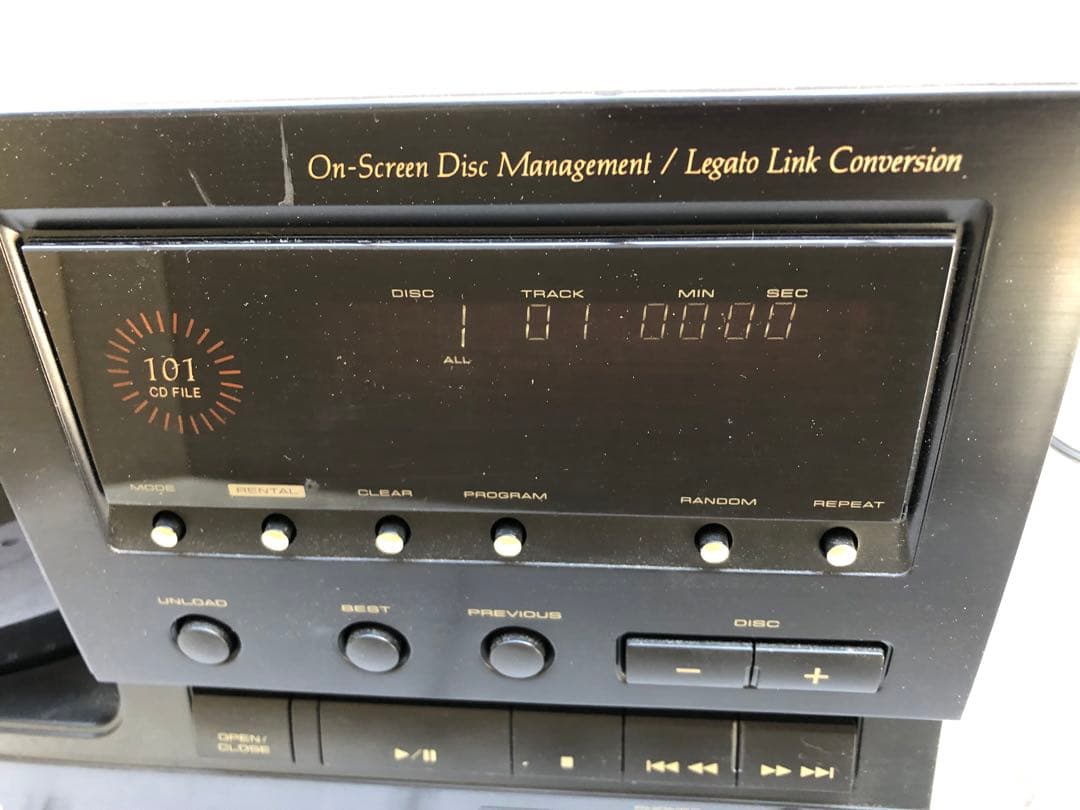 On-Screen Disc Management / Legato Link Conversion
DISC TRACK MIN SEC
1 01 00:00
ALL
101
CD FILE
MODE RENTAL CLEAR PROGRAM RANDOM REPEAT
UNLOAD BEST PREVIOUS DISC
− +
OPEN/
CLOSE